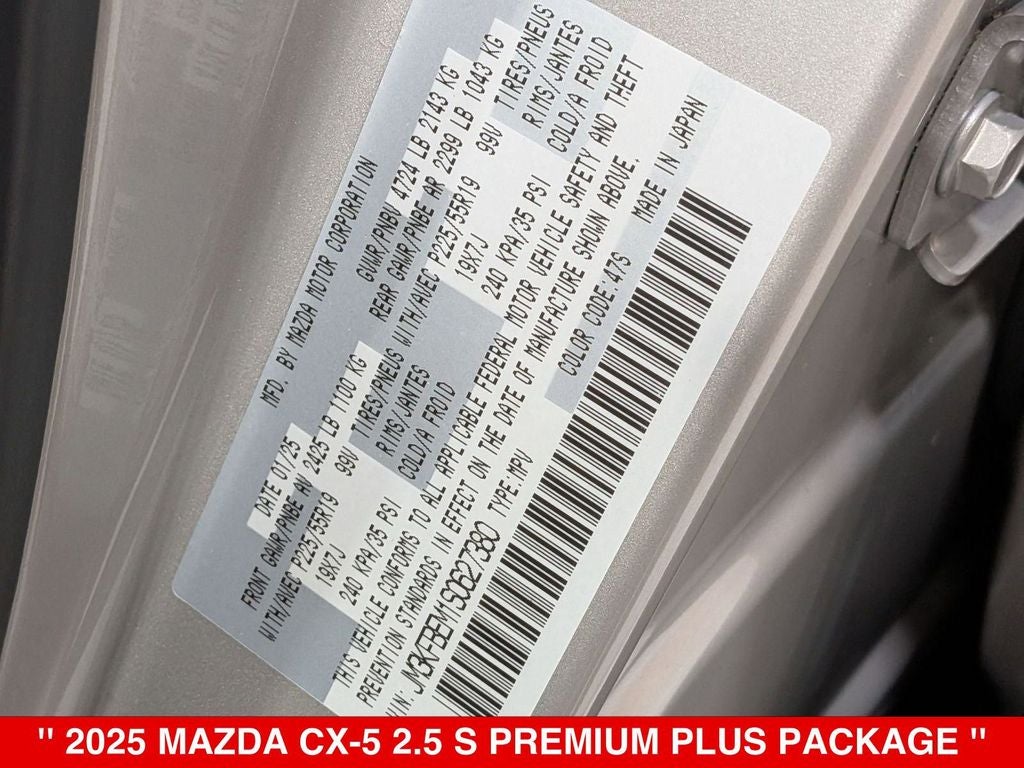 MFD. BY MAZDA MOTOR CORPORATION
DATE 01/25 GVWR/PNBV 4724 LB 2143 KG
FRONT GAWR/PNBE AV 2425 LB 1100 KG REAR GAWR/PNBE AR 2299 LB 1043 KG
WITH/AVEC P225/55R19 99V TIRES/PNEUS WITH/AVEC P225/55R19 99V TIRES/PNEUS
19X7J RIMS/JANTES 19X7J RIMS/JANTES
240 KPA/35 PSI COLD/A FROID 240 KPA/35 PSI COLD/A FROID
THIS VEHICLE CONFORMS TO ALL APPLICABLE FEDERAL MOTOR VEHICLE SAFETY AND THEFT
PREVENTION STANDARDS IN EFFECT ON THE DATE OF MANUFACTURE SHOWN ABOVE.
VIN: JM3KFBEM1S0627380 TYPE:MPV COLOR CODE:47S MADE IN JAPAN
" 2025 MAZDA CX-5 2.5 S PREMIUM PLUS PACKAGE "